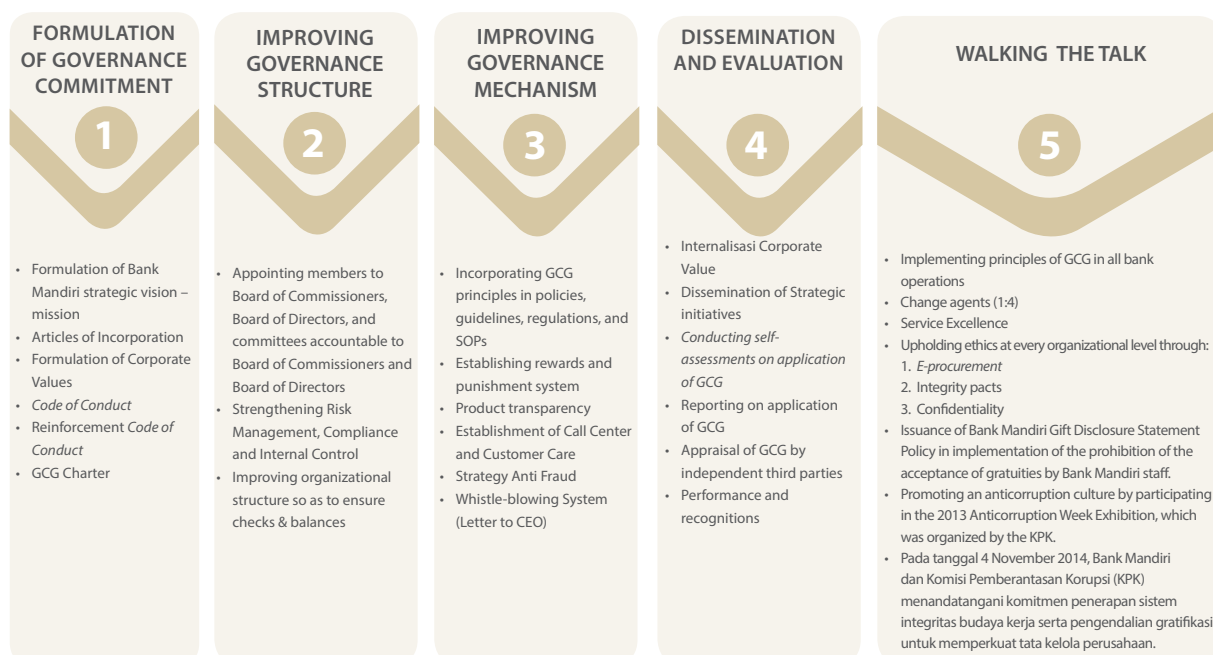 FORMULATION
OF GOVERNANCE
COMMITMENT
1
• Formulation of Bank
Mandiri strategic vision –
mission
• Articles of Incorporation
• Formulation of Corporate
Values
• Code of Conduct
• Reinforcement Code of
Conduct
• GCG Charter
IMPROVING
GOVERNANCE
STRUCTURE
2
• Appointing members to
Board of Commissioners,
Board of Directors, and
committees accountable to
Board of Commissioners and
Board of Directors
• Strengthening Risk
Management, Compliance
and Internal Control
• Improving organizational
structure so as to ensure
checks & balances
IMPROVING
GOVERNANCE
MECHANISM
3
• Incorporating GCG
principles in policies,
guidelines, regulations, and
SOPs
• Establishing rewards and
punishment system
• Product transparency
• Establishment of Call Center
and Customer Care
• Strategy Anti Fraud
• Whistle-blowing System
(Letter to CEO)
DISSEMINATION
AND EVALUATION
4
• Internalisasi Corporate
Value
• Dissemination of Strategic
initiatives
• Conducting self-
assessments on application
of GCG
• Reporting on application
of GCG
• Appraisal of GCG by
independent third parties
• Performance and
recognitions
WALKING THE TALK
5
• Implementing principles of GCG in all bank
operations
• Change agents (1:4)
• Service Excellence
• Upholding ethics at every organizational level through:
1. E-procurement
2. Integrity pacts
3. Confidentiality
• Issuance of Bank Mandiri Gift Disclosure Statement
Policy in implementation of the prohibition of the
acceptance of gratuities by Bank Mandiri staff.
• Promoting an anticorruption culture by participating
in the 2013 Anticorruption Week Exhibition, which
was organized by the KPK.
• Pada tanggal 4 November 2014, Bank Mandiri
dan Komisi Pemberantasan Korupsi (KPK)
menandatangani komitmen penerapan sistem
integritas budaya kerja serta pengendalian gratifikasi
untuk memperkuat tata kelola perusahaan.